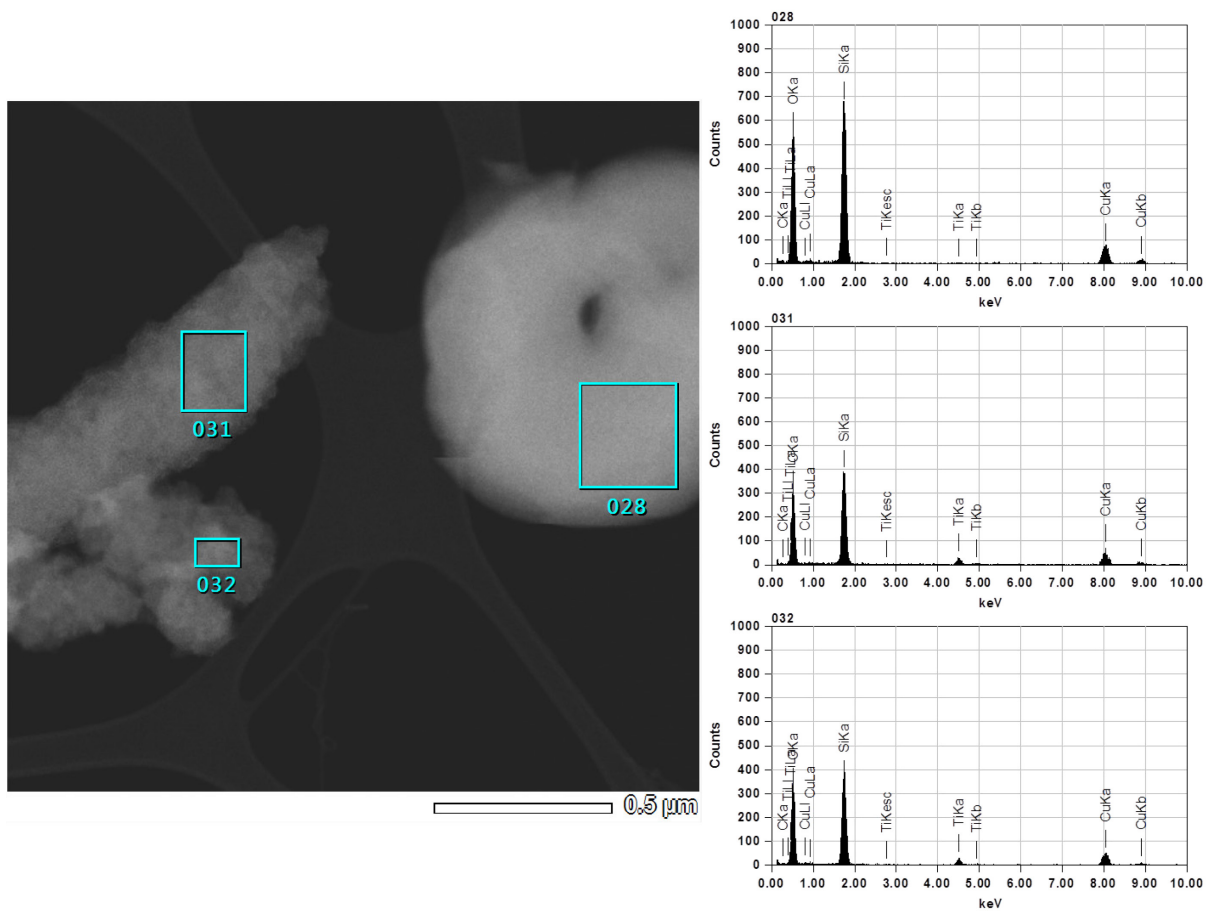 031
032
028
0.5 µm
028
1000
900
800
700
600
500
400
300
200
100
0
Counts
CKa
TiLl
TiLa
OKa
CuLl
CuLa
SiKa
TiKesc
TiKa
TiKb
CuKa
CuKb
0.00 1.00 2.00 3.00 4.00 5.00 6.00 7.00 8.00 9.00 10.00
keV
031
1000
900
800
700
600
500
400
300
200
100
0
Counts
CKa
TiLl
TiLa
OKa
CuLl
CuLa
SiKa
TiKesc
TiKa
TiKb
CuKa
CuKb
0.00 1.00 2.00 3.00 4.00 5.00 6.00 7.00 8.00 9.00 10.00
keV
032
1000
900
800
700
600
500
400
300
200
100
0
Counts
CKa
TiLl
TiLa
OKa
CuLl
CuLa
SiKa
TiKesc
TiKa
TiKb
CuKa
CuKb
0.00 1.00 2.00 3.00 4.00 5.00 6.00 7.00 8.00 9.00 10.00
keV